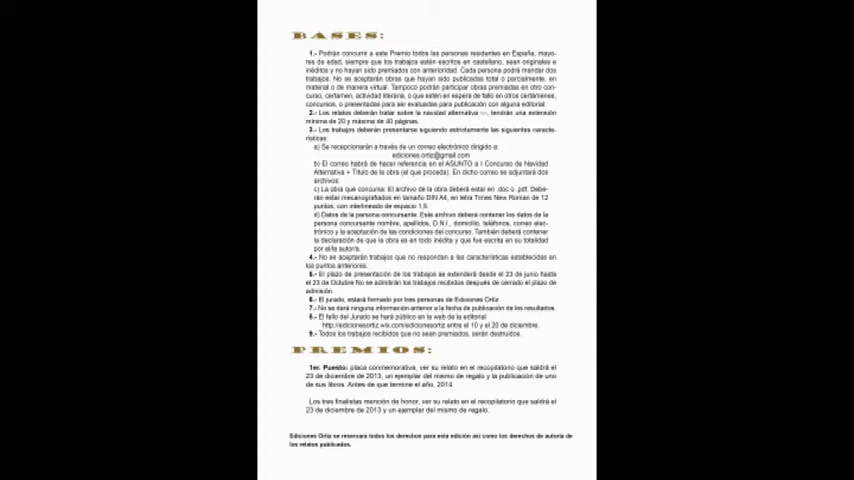 BASES:
1.- Podrán concurrir a este Premio todos las personas residentes en España, mayo-
res de edad, siempre que los trabajos estén escritos en castellano, sean originales e
inéditos y no hayan sido premiados con anterioridad. Cada persona podrá mandar dos
trabajos. No se aceptarán obras que hayan sido publicadas total o parcialmente, en
material o de manera virtual. Tampoco podrán participar obras premiadas en otro con-
curso, certamen, actividad literaria, o que estén en espera de fallo en otros certámenes,
concursos, o presentadas para ser evaluadas para publicación con alguna editorial.
2.- Los relatos deberán tratar sobre la navidad alternativa tendrán una extensión
mínima de 20 y máxima de 40 páginas.
3.- Los trabajos deberán presentarse siguiendo estrictamente las siguientes caracte-
rísticas:
a) Se recepcionarán a través de un correo electrónico dirigido a:
ediciones.ortiz@gmail.com
b) El correo habrá de hacer referencia en el ASUNTO a I Concurso de Navidad
Alternativa + Título de la obra (el que proceda). En dicho correo se adjuntará dos
archivos:
c) La obra que concursa: El archivo de la obra deberá estar en .doc o .pdf. Debe-
rán estar mecanografiados en tamaño DIN A4, en letra Times New Roman de 12
puntos, con interlineado de espacio 1,5.
d) Datos de la persona concursante: Este archivo deberá contener los datos de la
persona concursante nombre, apellidos, D.N.I., domicilio, teléfonos, correo elec-
trónico y la aceptación de las condiciones del concurso. También deberá contener
la declaración de que la obra es en todo inédita y que fue escrita en su totalidad
por el/la autor/a.
4.- No se aceptarán trabajos que no respondan a las características establecidas en
los puntos anteriores.
5.- El plazo de presentación de los trabajos se extenderá desde el 23 de junio hasta
el 23 de Octubre No se admitirán los trabajos recibidos después de cerrado el plazo de
admisión.
6.- El jurado, estará formado por tres personas de Ediciones Ortiz
7.- No se dará ninguna información anterior a la fecha de publicación de los resultados.
8.- El fallo del Jurado se hará público en la web de la editorial
http://edicionesortiz.wix.com/edicionesortiz entre el 10 y el 20 de diciembre.
9.- Todos los trabajos recibidos que no sean premiados, serán destruidos.
PREMIOS:
1er. Puesto: placa conmemorativa, ver su relato en el recopilatorio que saldrá el
23 de diciembre de 2013, un ejemplar del mismo de regalo y la publicación de uno
de sus libros. Antes de que termine el año, 2014.
Los tres finalistas mención de honor, ver su relato en el recopilatorio que saldrá el
23 de diciembre de 2013 y un ejemplar del mismo de regalo.
Ediciones Ortiz se reservara todos los derechos para esta edición así como los derechos de autoría de
los relatos publicados.